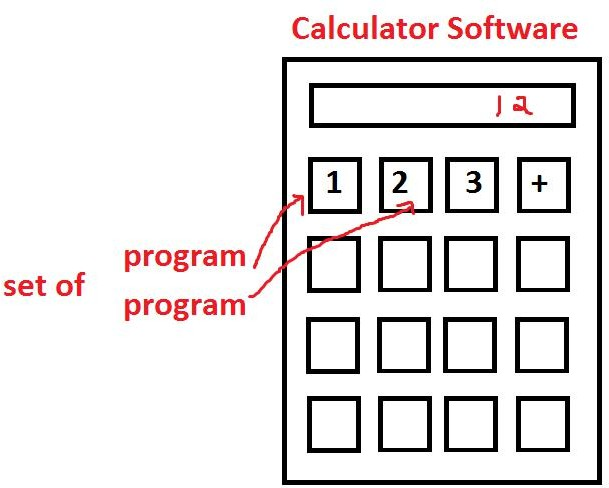 Calculator Software
12
1 2 3 +
program
set of
program